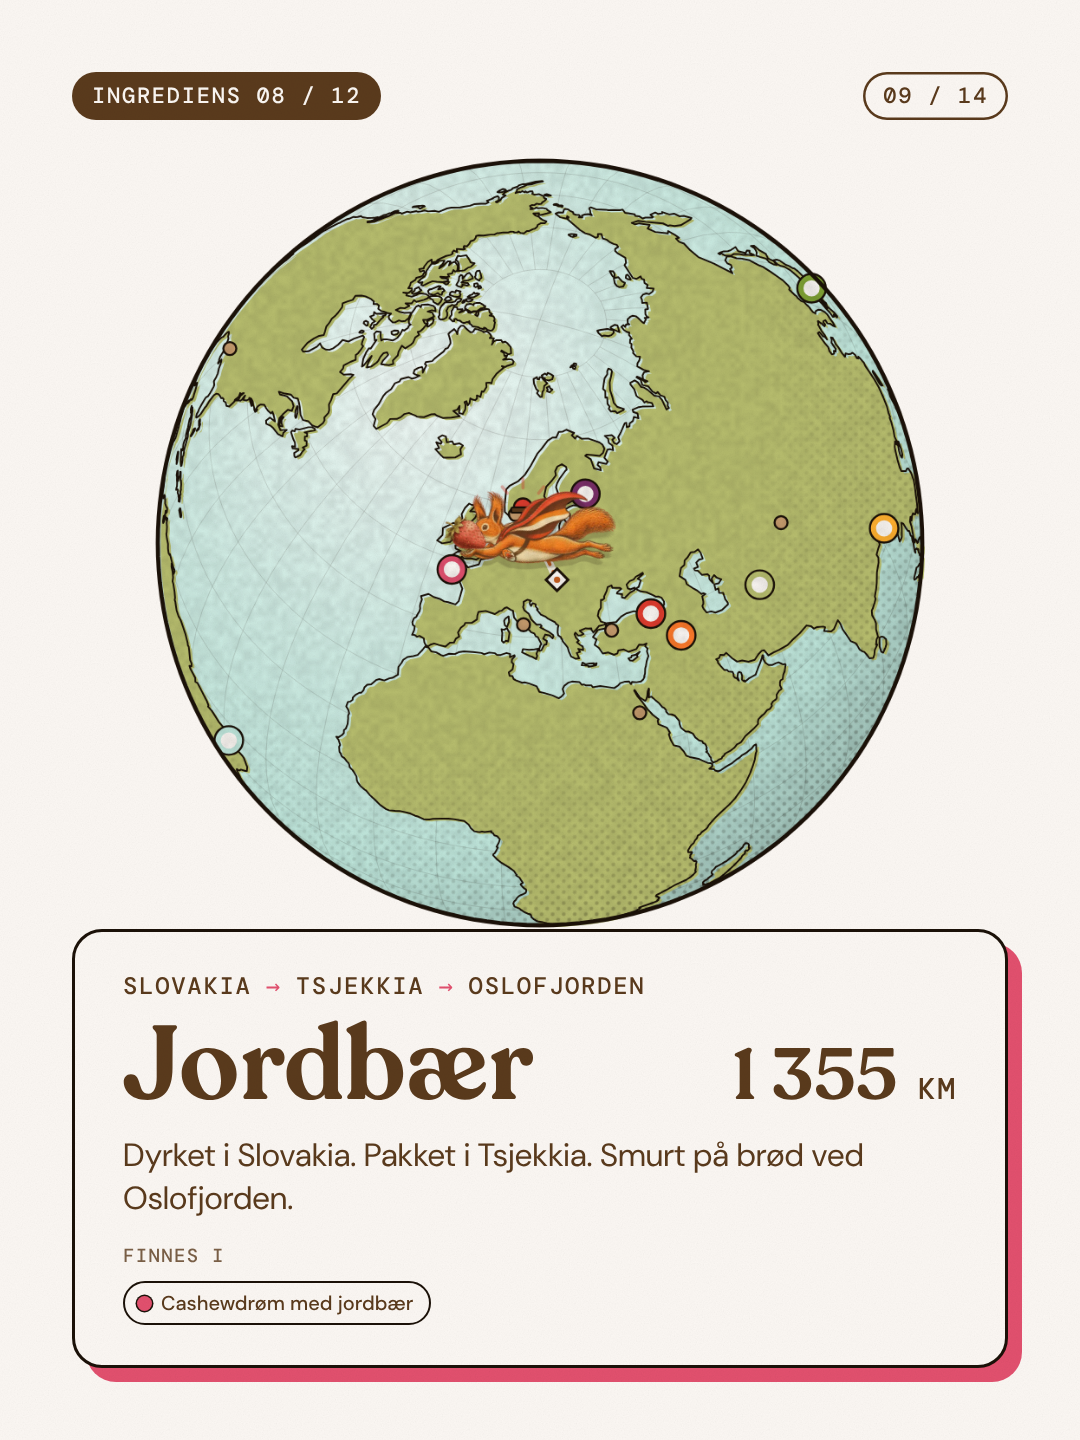 INGREDIENS 08 / 12
09 / 14
SLOVAKIA → TSJEKKIA → OSLOFJORDEN
Jordbær
1 355 KM
Dyrket i Slovakia. Pakket i Tsjekkia. Smurt på brød ved
Oslofjorden.
FINNES I
Cashewdrøm med jordbær